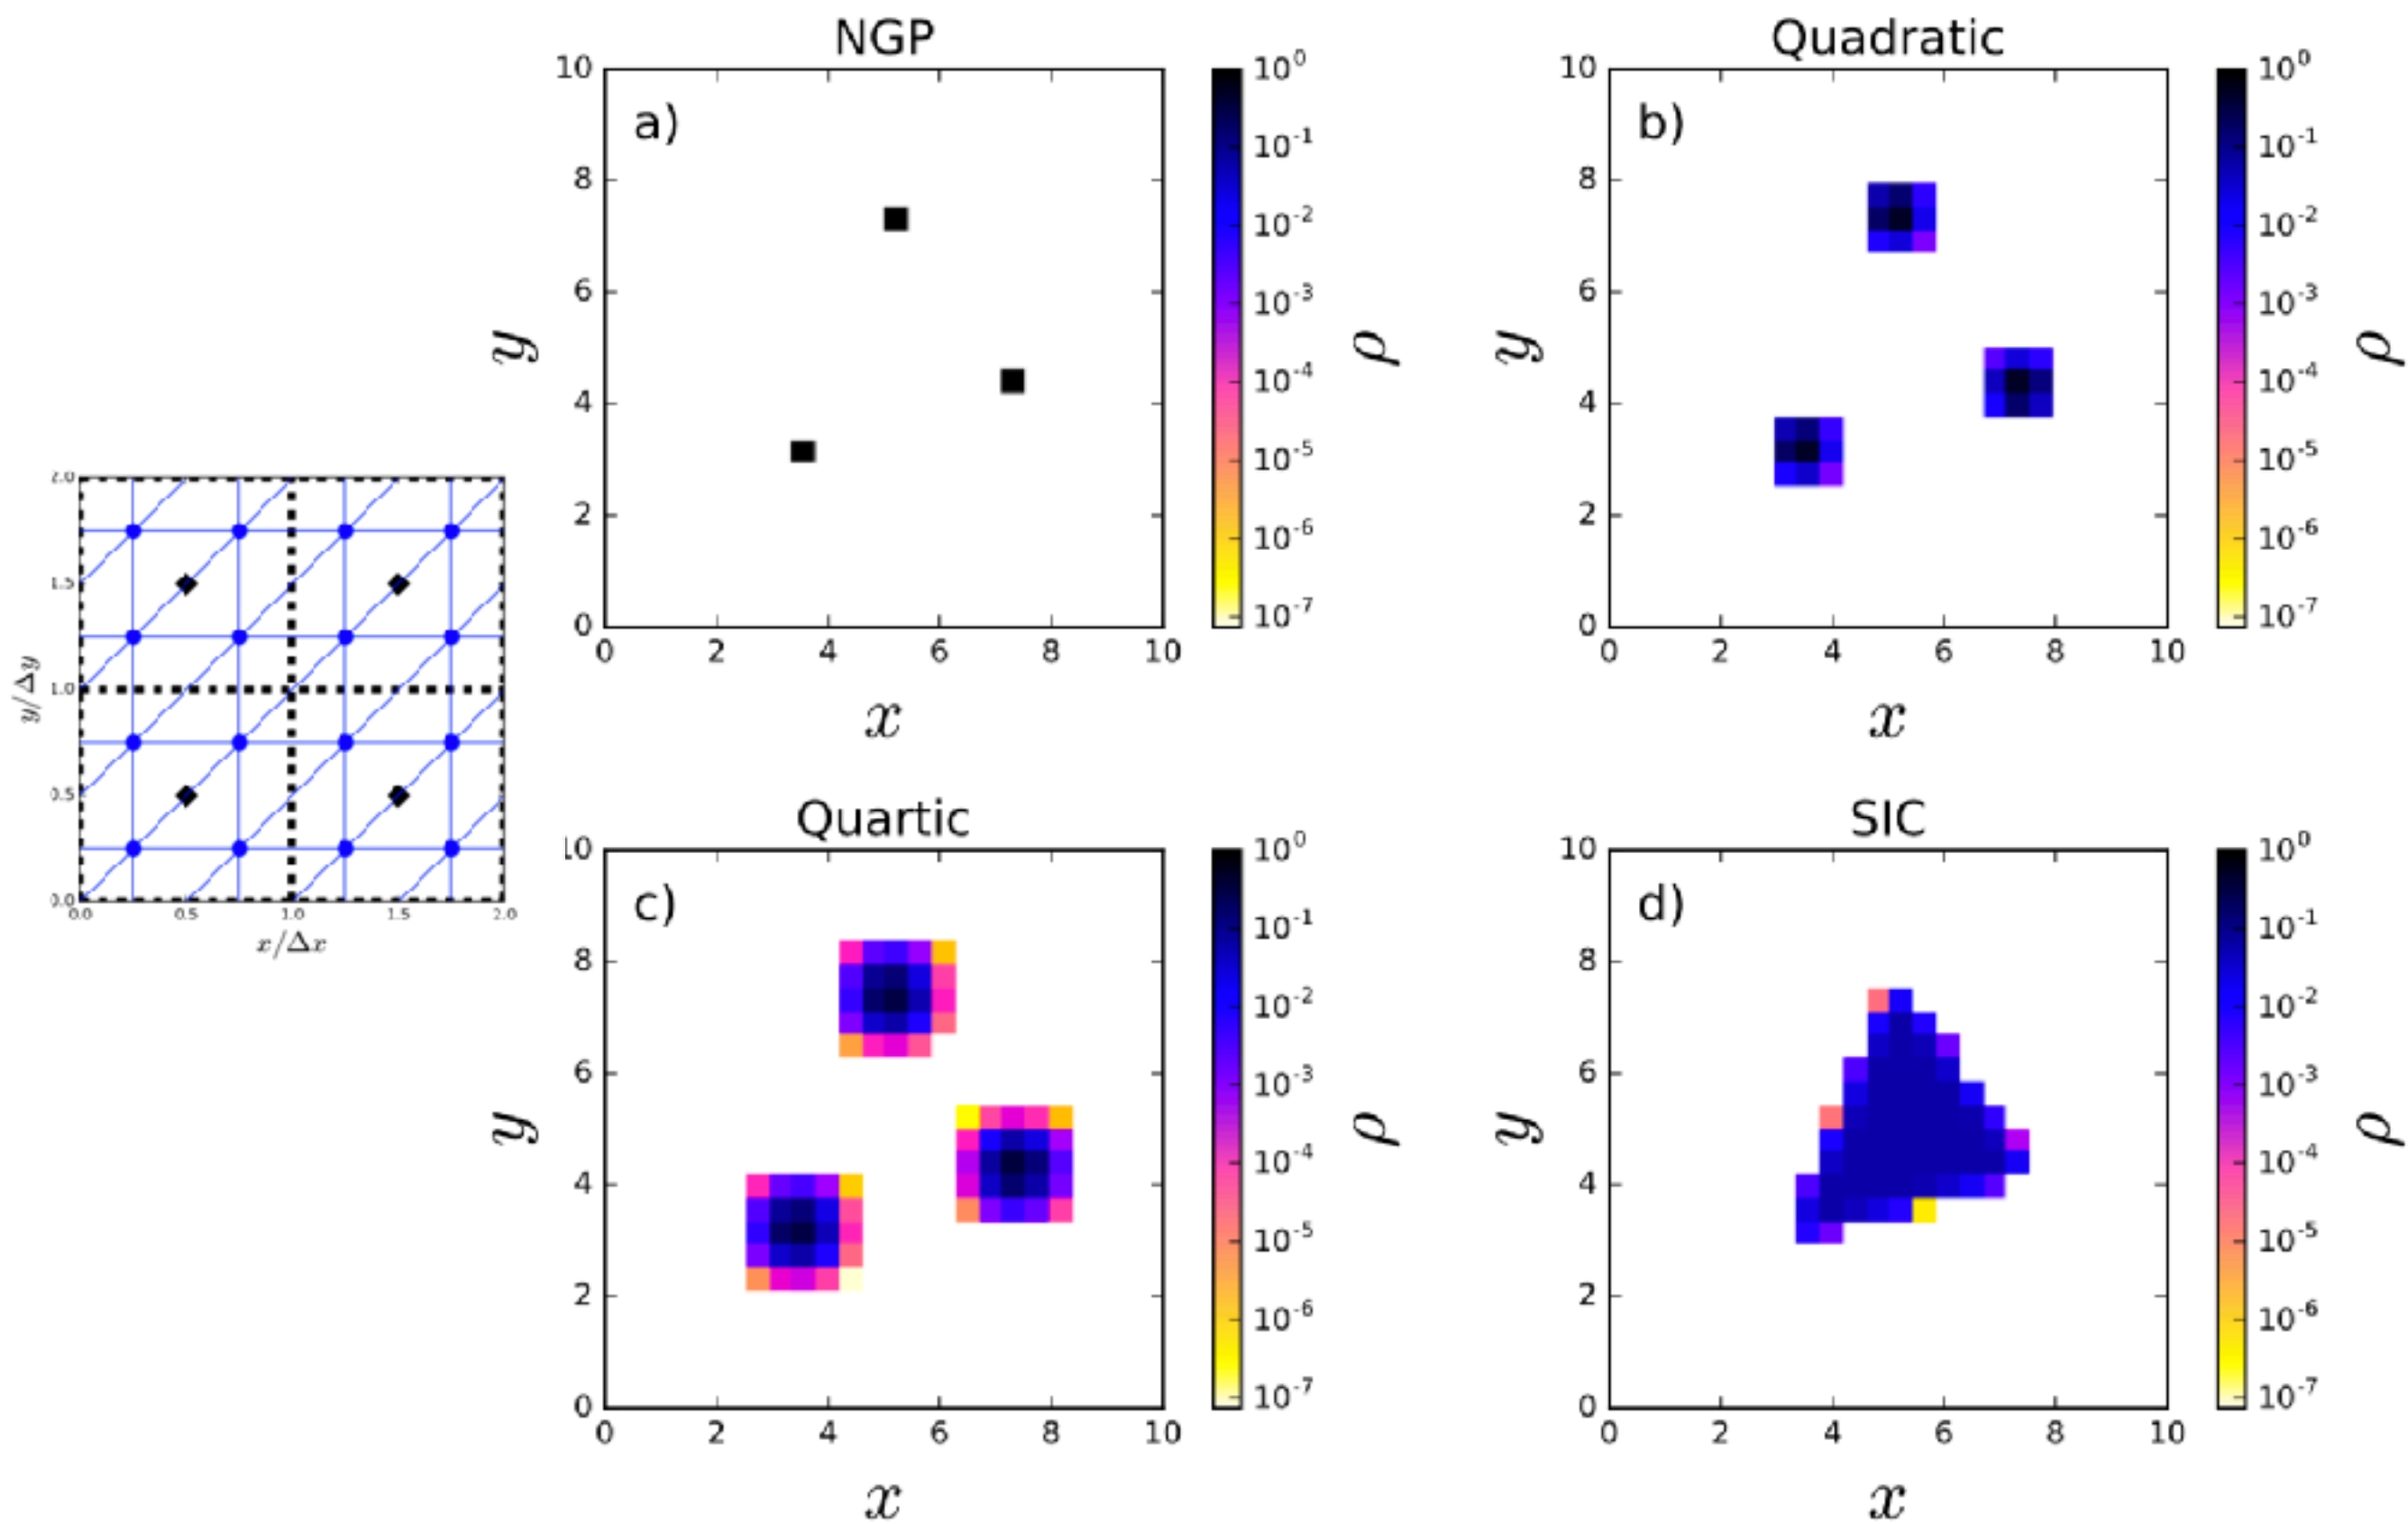 NGP
a)
10
8
6
4
2
0
0 2 4 6 8 10
y
x
10^0
10^-1
10^-2
10^-3
10^-4
10^-5
10^-6
10^-7
ρ
Quadratic
b)
10
8
6
4
2
0
0 2 4 6 8 10
y
x
10^0
10^-1
10^-2
10^-3
10^-4
10^-5
10^-6
10^-7
ρ
2.0
1.5
1.0
0.5
0.0
0.0 0.5 1.0 1.5 2.0
y/Δy
x/Δx
Quartic
c)
10
8
6
4
2
0
0 2 4 6 8 10
y
x
10^0
10^-1
10^-2
10^-3
10^-4
10^-5
10^-6
10^-7
ρ
SIC
d)
10
8
6
4
2
0
0 2 4 6 8 10
y
x
10^0
10^-1
10^-2
10^-3
10^-4
10^-5
10^-6
10^-7
ρ